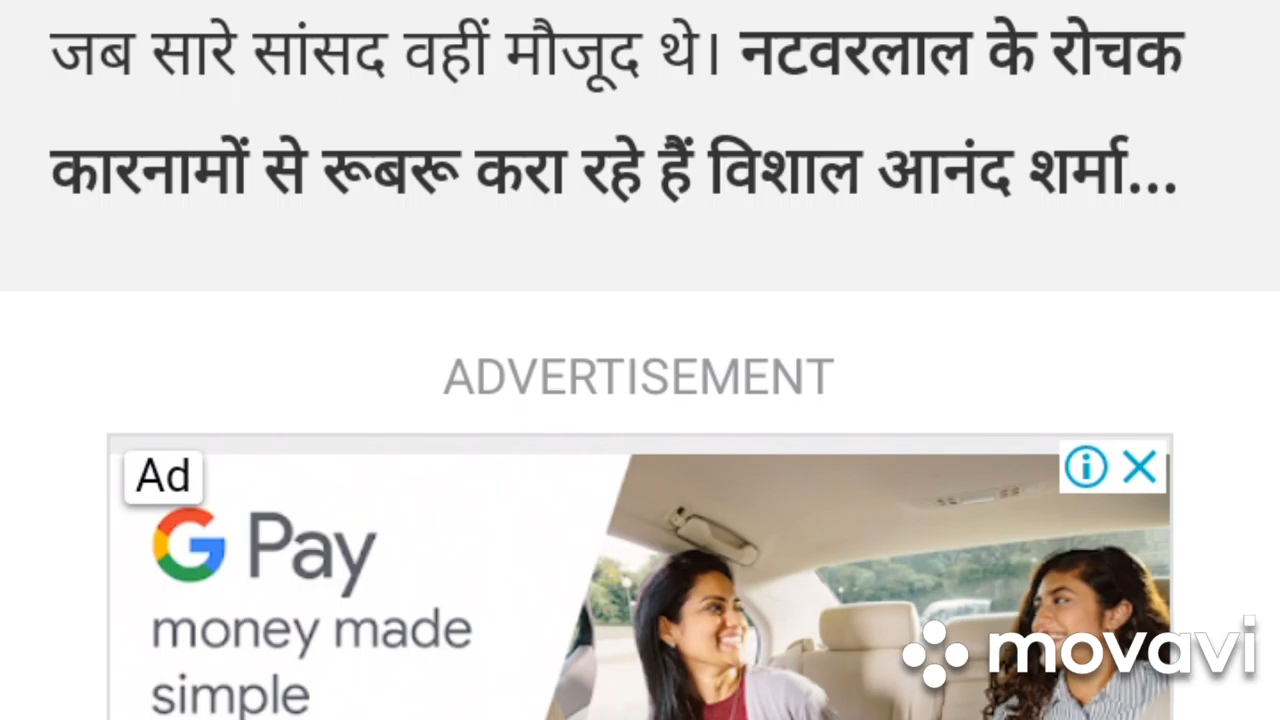 जब सारे सांसद वहीं मौजूद थे। नटवरलाल के रोचक
कारनामों से रूबरू करा रहे हैं विशाल आनंद शर्मा...
ADVERTISEMENT
Ad
G Pay
money made
simple
movavi